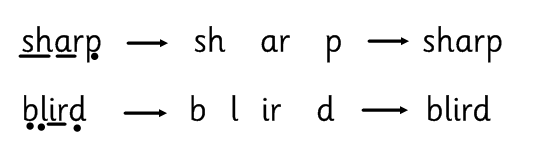 sharp → sh ar p → sharp
blird → b l ir d → blird